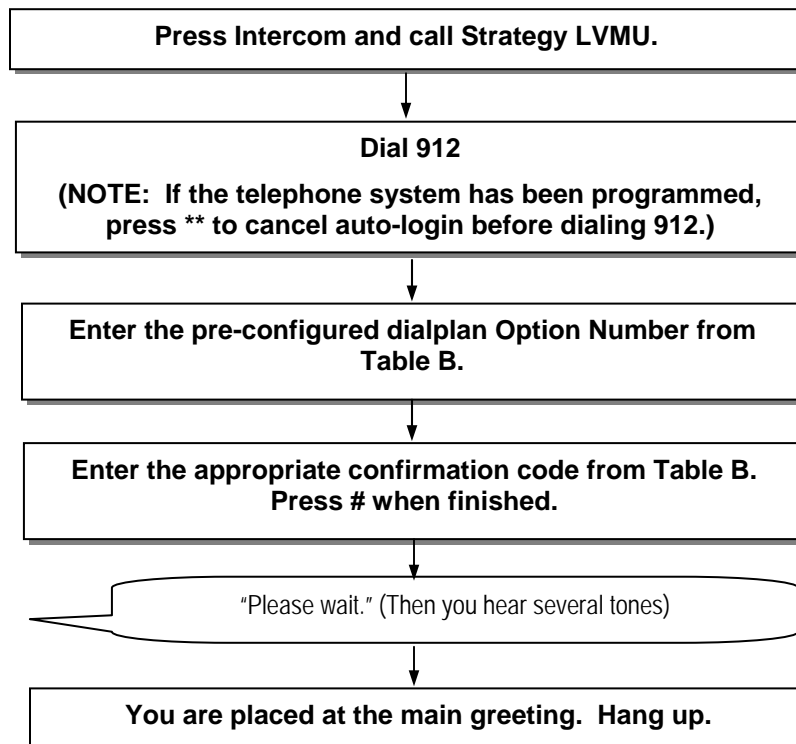 Press Intercom and call Strategy LVMU.
Dial 912
(NOTE:  If the telephone system has been programmed,
press ** to cancel auto-login before dialing 912.)
Enter the pre-configured dialplan Option Number from
Table B.
Enter the appropriate confirmation code from Table B.
Press # when finished.
“Please wait.” (Then you hear several tones)
You are placed at the main greeting.  Hang up.